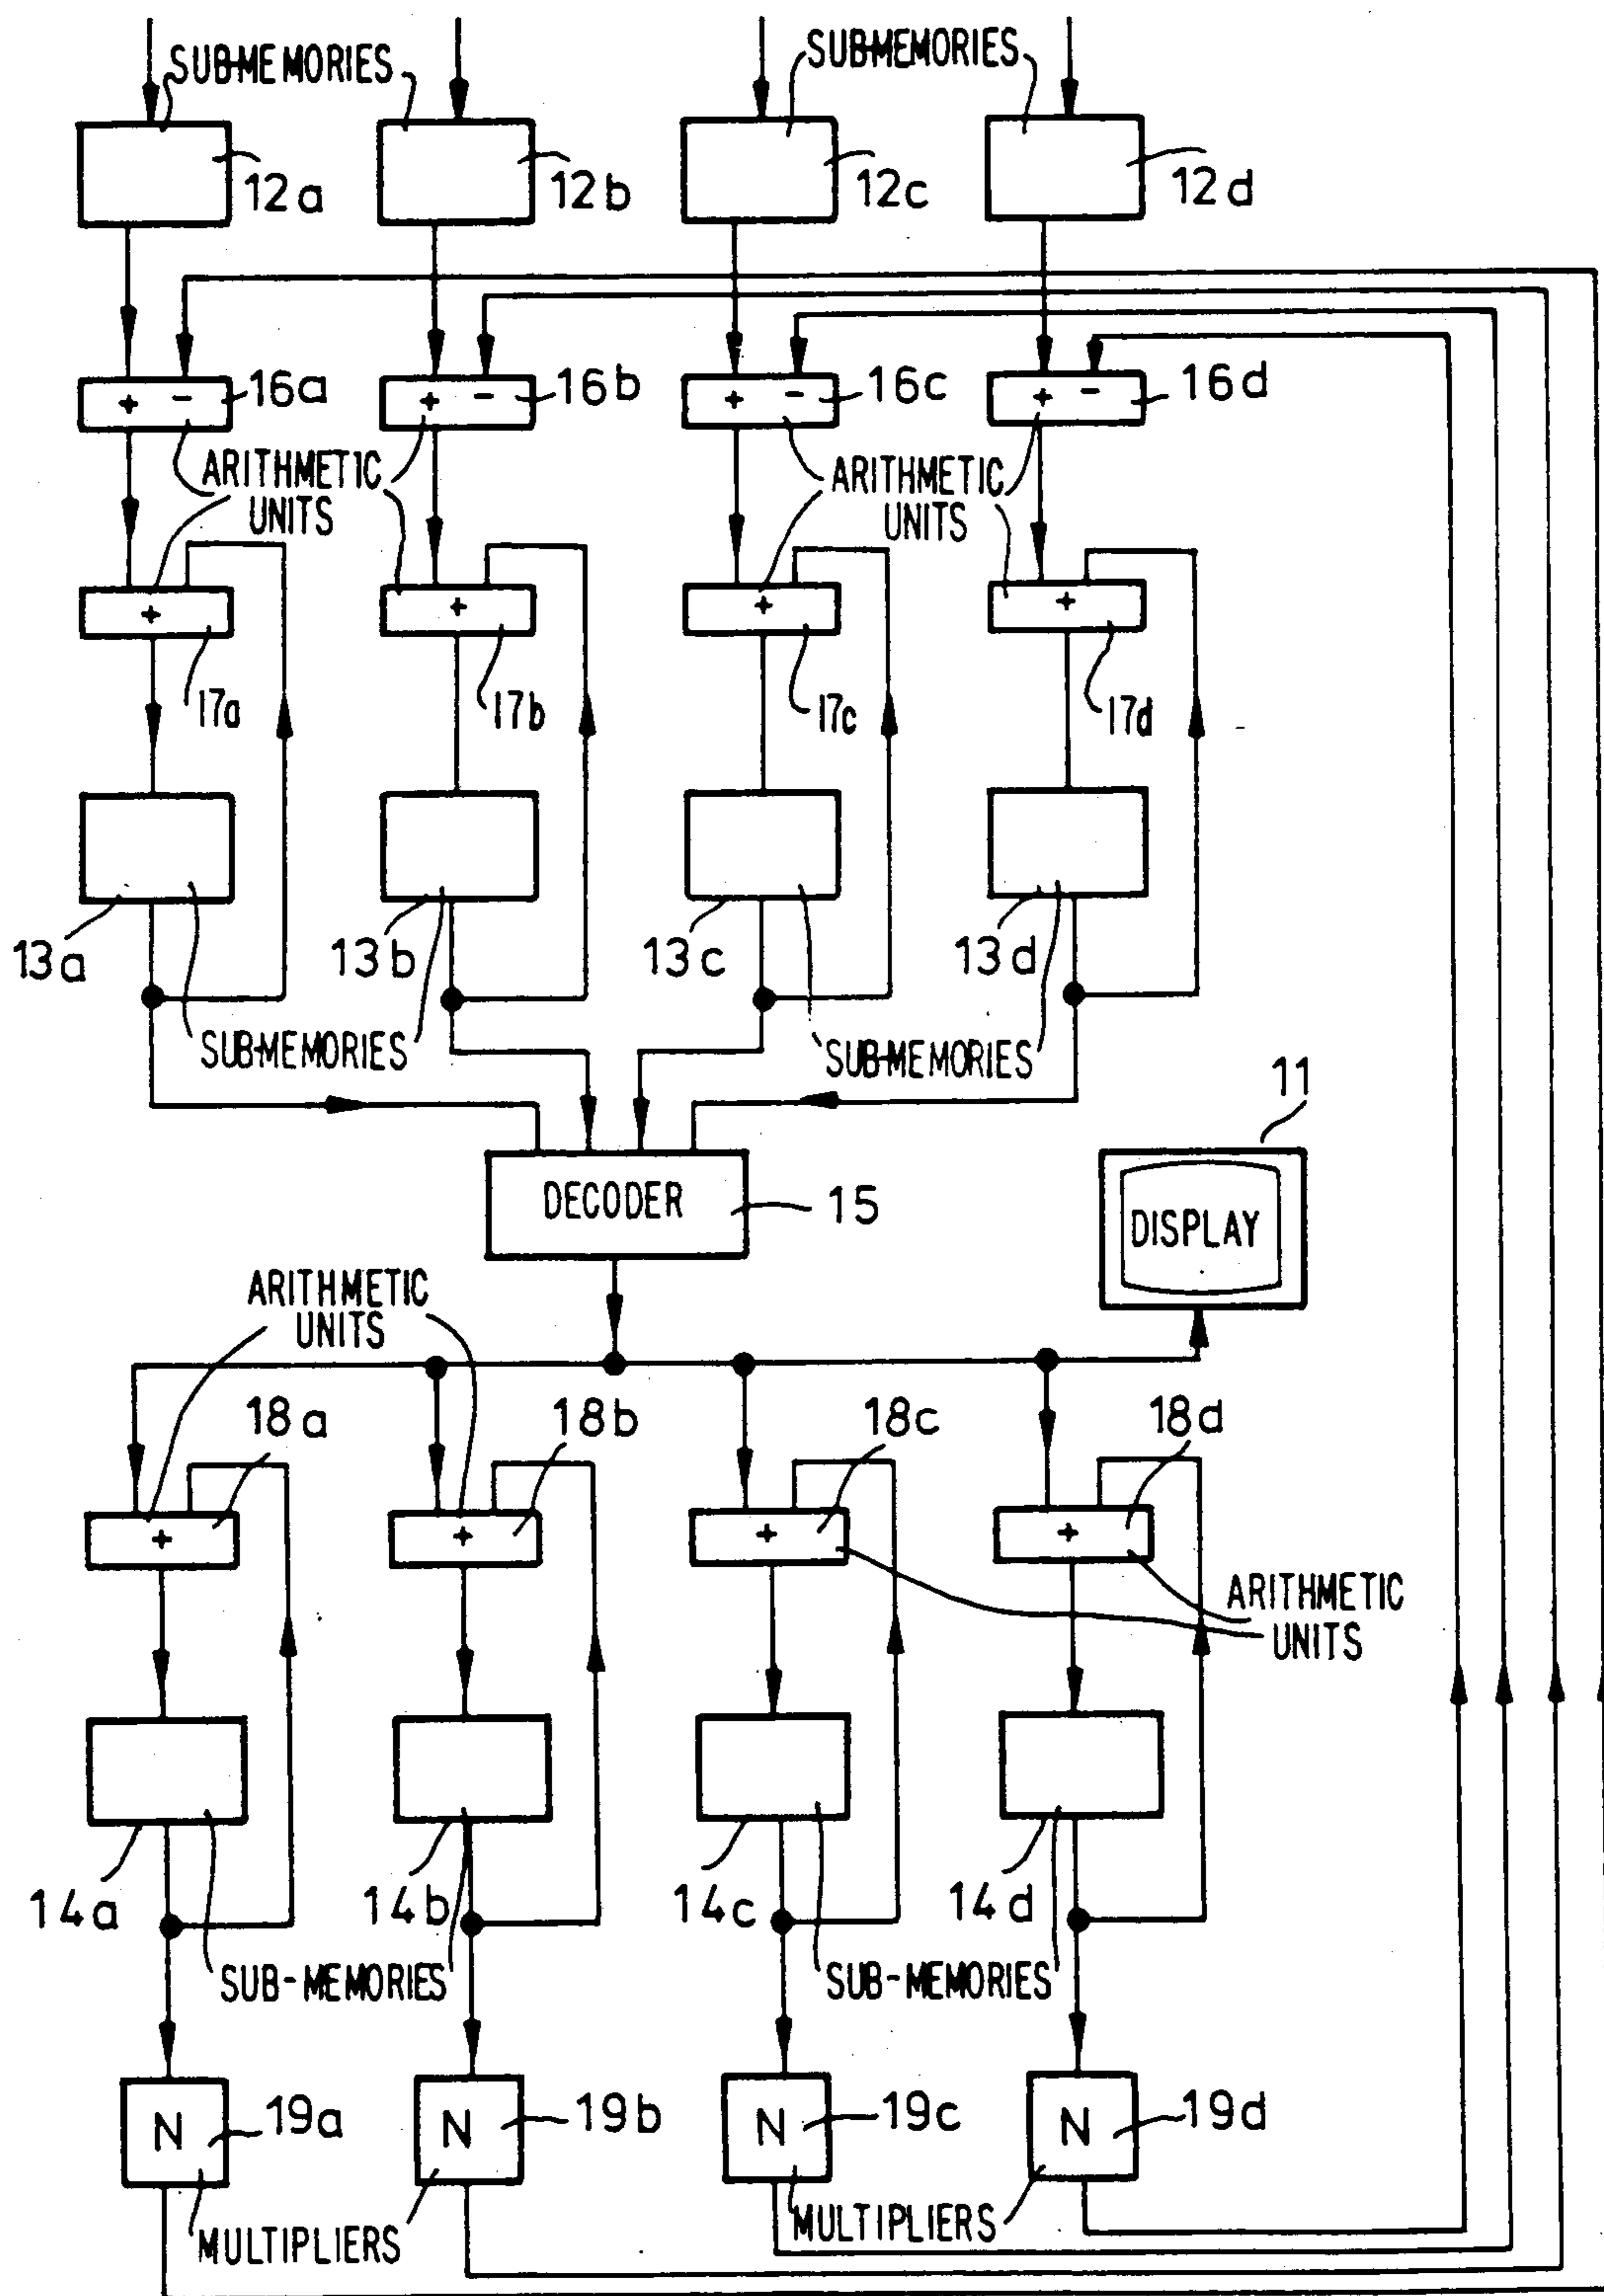 SUB-MEMORIES
SUB-MEMORIES
12a
12b
12c
12d
16a
16b
16c
16d
+ -
+ -
+ -
+ -
ARITHMETIC
UNITS
ARITHMETIC
UNITS
+
+
+
+
17a
17b
17c
17d
13a
13b
13c
13d
SUB-MEMORIES
SUB-MEMORIES
11
DECODER
15
DISPLAY
ARITHMETIC
UNITS
18a
18b
18c
18d
+
+
+
+
ARITHMETIC
UNITS
14a
14b
14c
14d
SUB-MEMORIES
SUB-MEMORIES
N
19a
N
19b
N
19c
N
19d
MULTIPLIERS
MULTIPLIERS